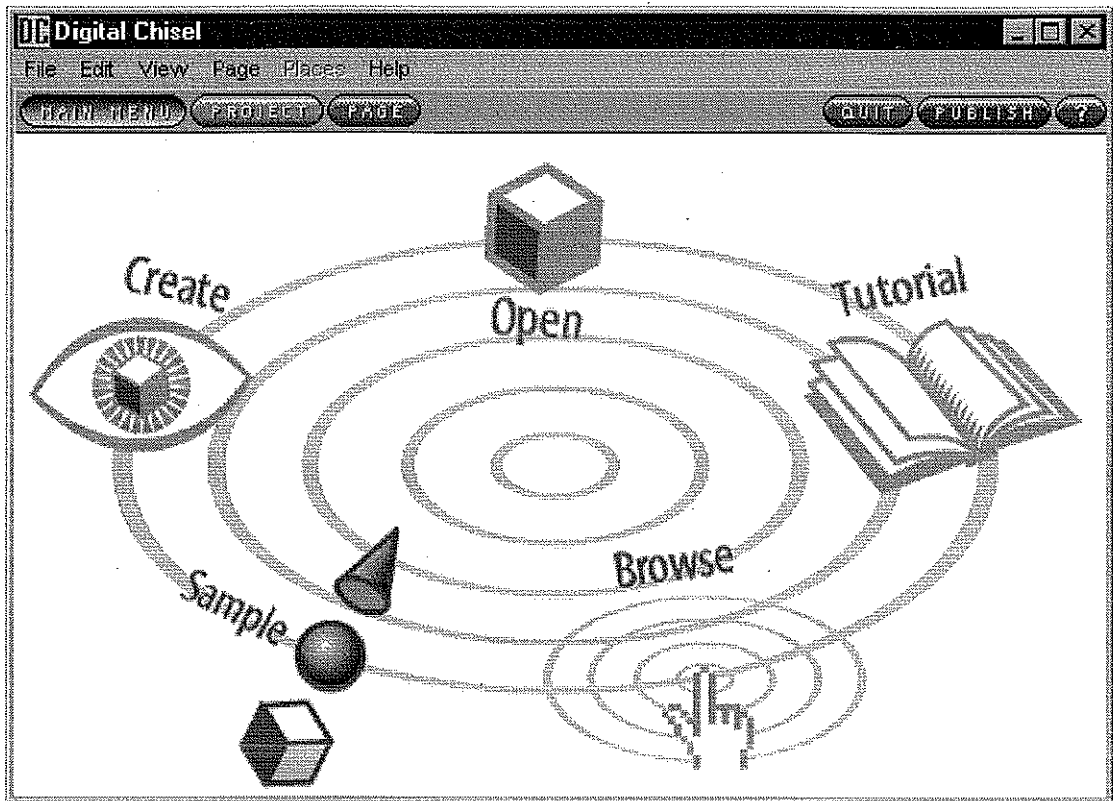 DC Digital Chisel
File Edit View Page Places Help
MAIN MENU PROJECT PAGE QUIT PUBLISH ?
Create
Open
Tutorial
Sample
Browse